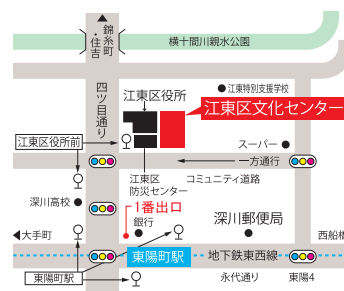 錦糸町
・住吉
横十間川親水公園
四ツ目通り
江東区役所
江東特別支援学校
江東区文化センター
江東区役所前
スーパー
一方通行
江東区
防災センター
コミュニティ道路
深川高校
1番出口
銀行
深川郵便局
大手町
西船橋
東陽町駅
地下鉄東西線
東陽町駅
永代通り
東陽4